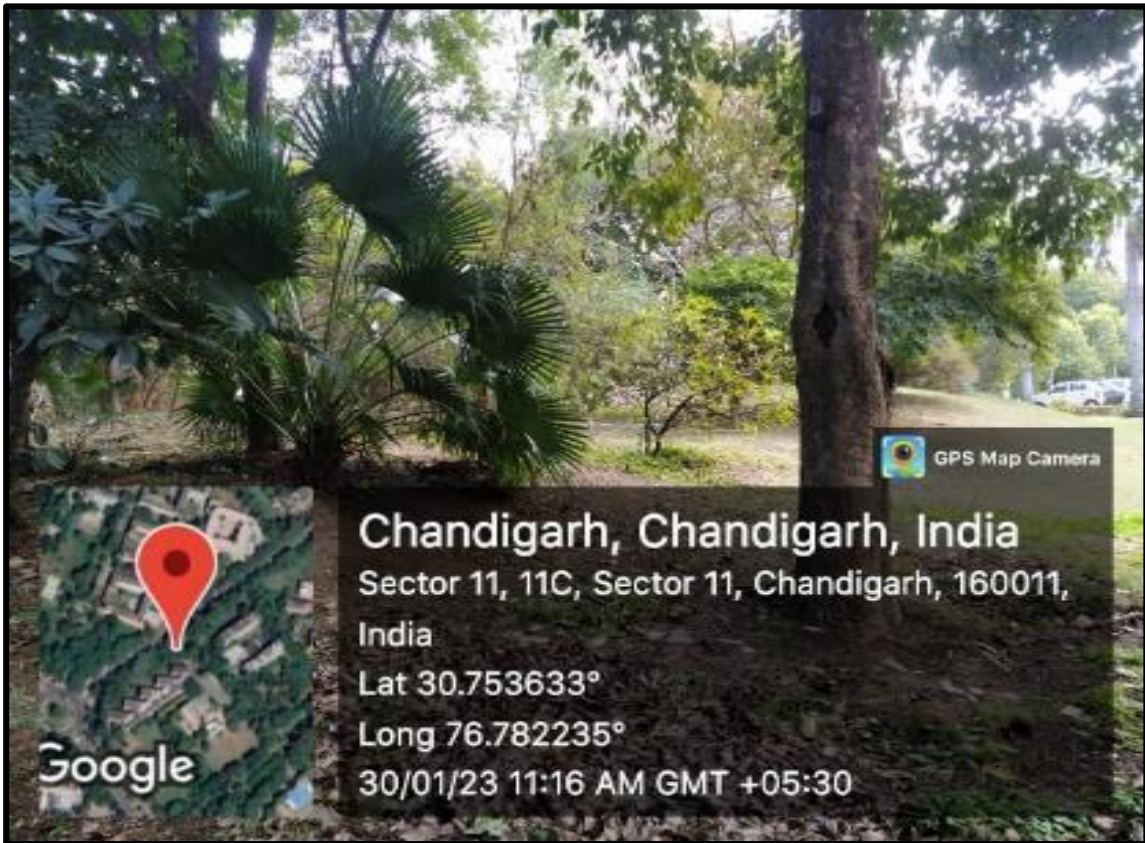 GPS Map Camera
Chandigarh, Chandigarh, India
Sector 11, 11C, Sector 11, Chandigarh, 160011,
India
Lat 30.753633°
Long 76.782235°
30/01/23 11:16 AM GMT +05:30
Google